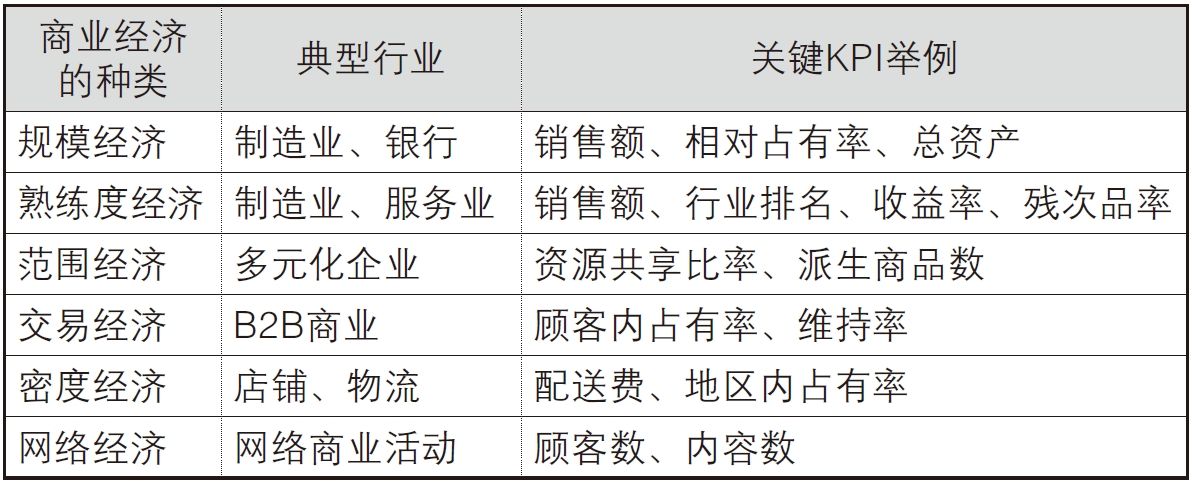 商业经济
的种类
典型行业
关键KPI举例
规模经济 制造业、银行 销售额、相对占有率、总资产
熟练度经济 制造业、服务业 销售额、行业排名、收益率、残次品率
范围经济 多元化企业 资源共享比率、派生商品数
交易经济 B2B商业 顾客内占有率、维持率
密度经济 店铺、物流 配送费、地区内占有率
网络经济 网络商业活动 顾客数、内容数